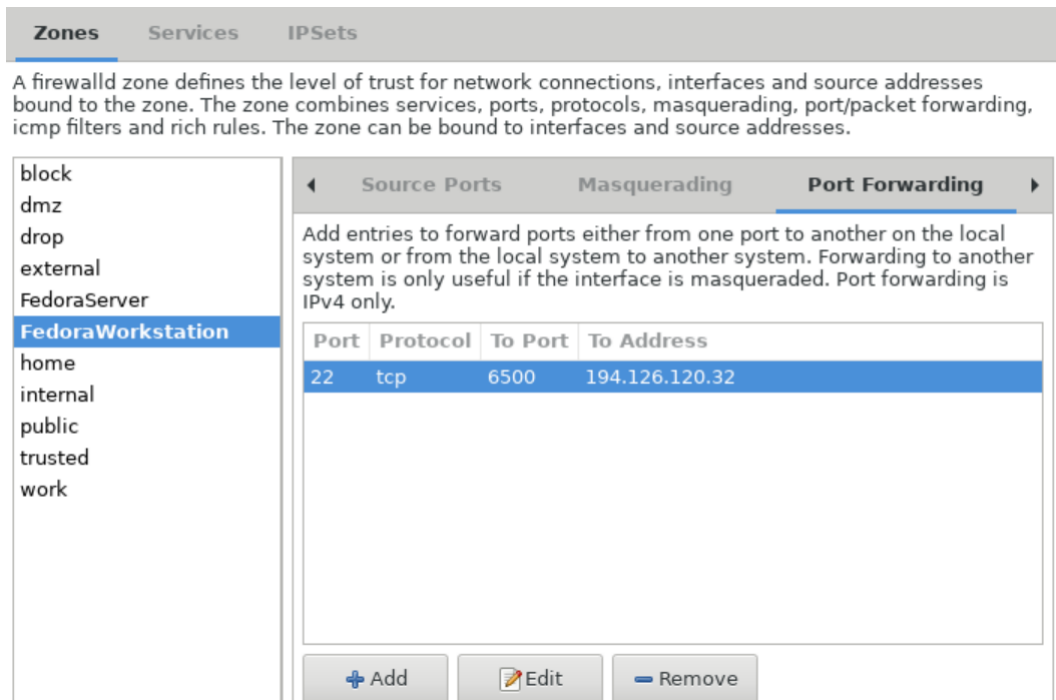 Zones Services IPSets
A firewalld zone defines the level of trust for network connections, interfaces and source addresses
bound to the zone. The zone combines services, ports, protocols, masquerading, port/packet forwarding,
icmp filters and rich rules. The zone can be bound to interfaces and source addresses.
block
dmz
drop
external
FedoraServer
FedoraWorkstation
home
internal
public
trusted
work
Source Ports Masquerading Port Forwarding
Add entries to forward ports either from one port to another on the local
system or from the local system to another system. Forwarding to another
system is only useful if the interface is masqueraded. Port forwarding is
IPv4 only.
Port Protocol To Port To Address
22 tcp 6500 194.126.120.32
Add Edit Remove